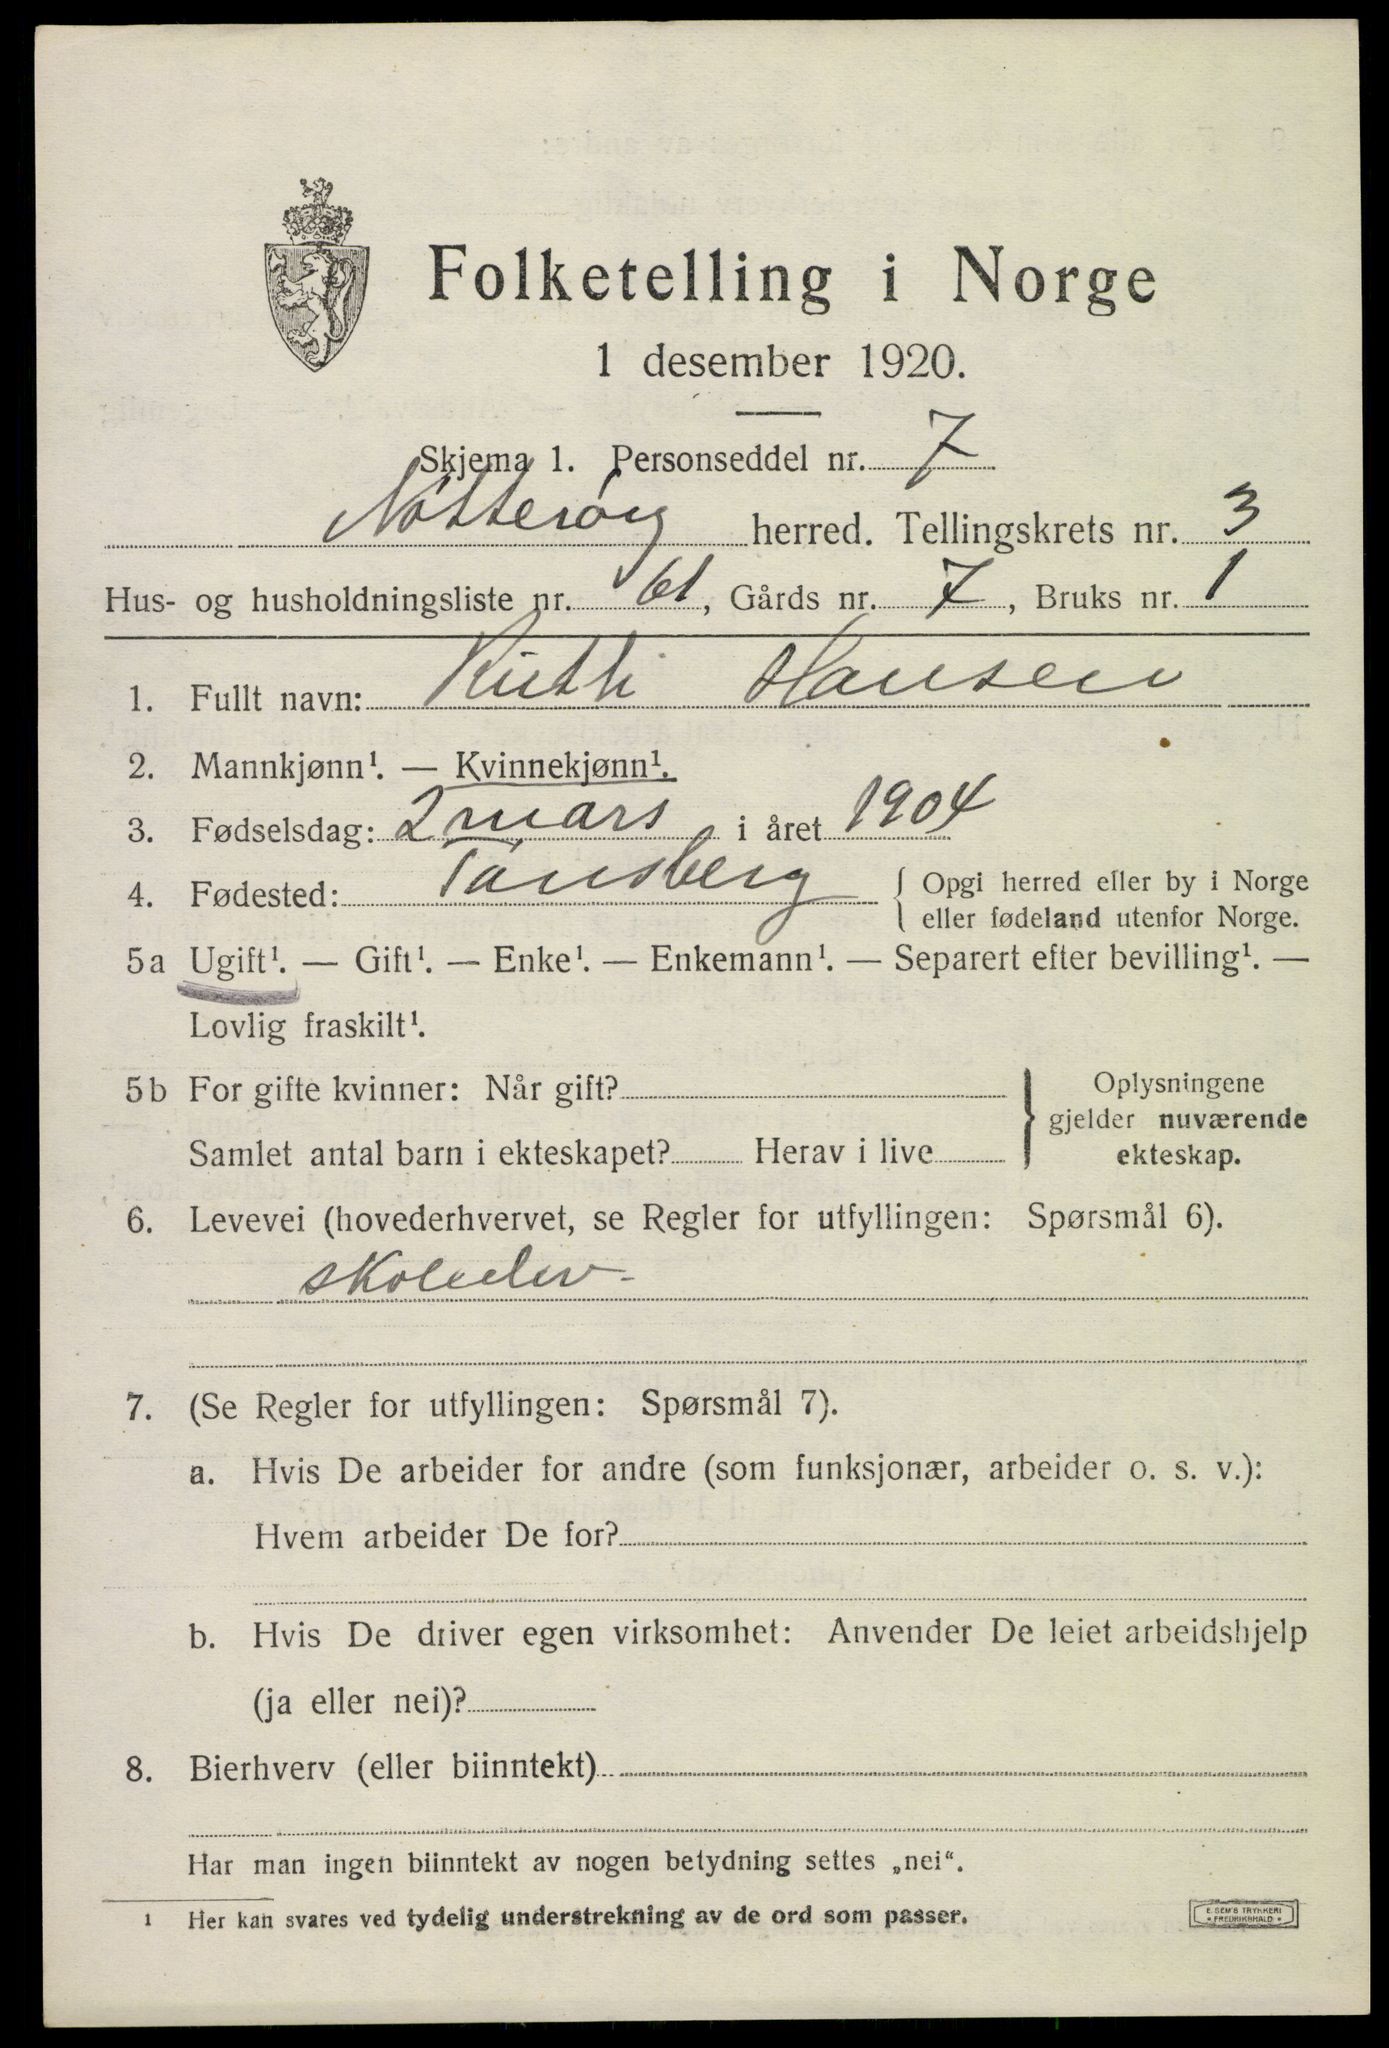 Folketelling i Norge
1 desember 1920.
Skjema 1. Personseddel nr. 7
Nötteröy herred. Tellingskrets nr. 3
Hus- og husholdningsliste nr. 61, Gårds nr. 7, Bruks nr. 1
1. Fullt navn: Ruth Hansen
2. Mannkjønn¹. — Kvinnekjønn¹.
3. Fødselsdag: 2 mars i året 1904
4. Fødested: Tönsberg { Opgi herred eller by i Norge
eller fødeland utenfor Norge.
5a Ugift¹. — Gift¹. — Enke¹. — Enkemann¹. — Separert efter bevilling¹. —
Lovlig fraskilt¹.
5b For gifte kvinner: Når gift? } Oplysningene
gjelder nuværende
Samlet antal barn i ekteskapet? Herav i live ekteskap.
6. Levevei (hovederhvervet, se Regler for utfyllingen: Spørsmål 6).
skoleelev
7. (Se Regler for utfyllingen: Spørsmål 7).
a. Hvis De arbeider for andre (som funksjonær, arbeider o. s. v.):
Hvem arbeider De for?
b. Hvis De driver egen virksomhet: Anvender De leiet arbeidshjelp
(ja eller nei)?
8. Bierhverv (eller biinntekt)
Har man ingen biinntekt av nogen betydning settes „nei“.
1 Her kan svares ved tydelig understrekning av de ord som passer.
E. SEM'S TRYKKERI
• FREDRIKSHALD •